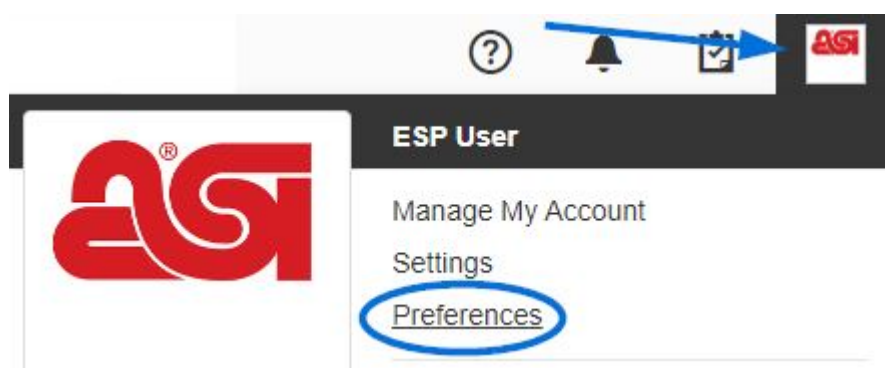 asi
ESP User
asi®
Manage My Account
Settings
Preferences